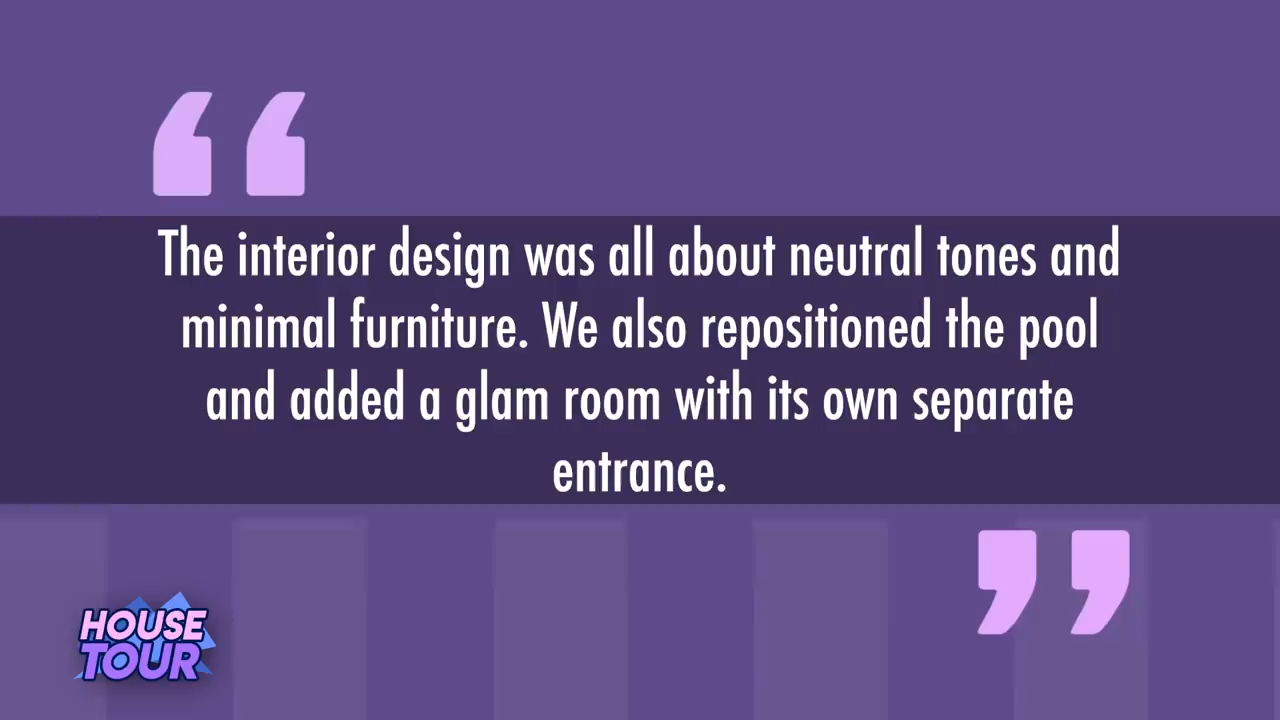 The interior design was all about neutral tones and
minimal furniture. We also repositioned the pool
and added a glam room with its own separate
entrance.
HOUSE
TOUR